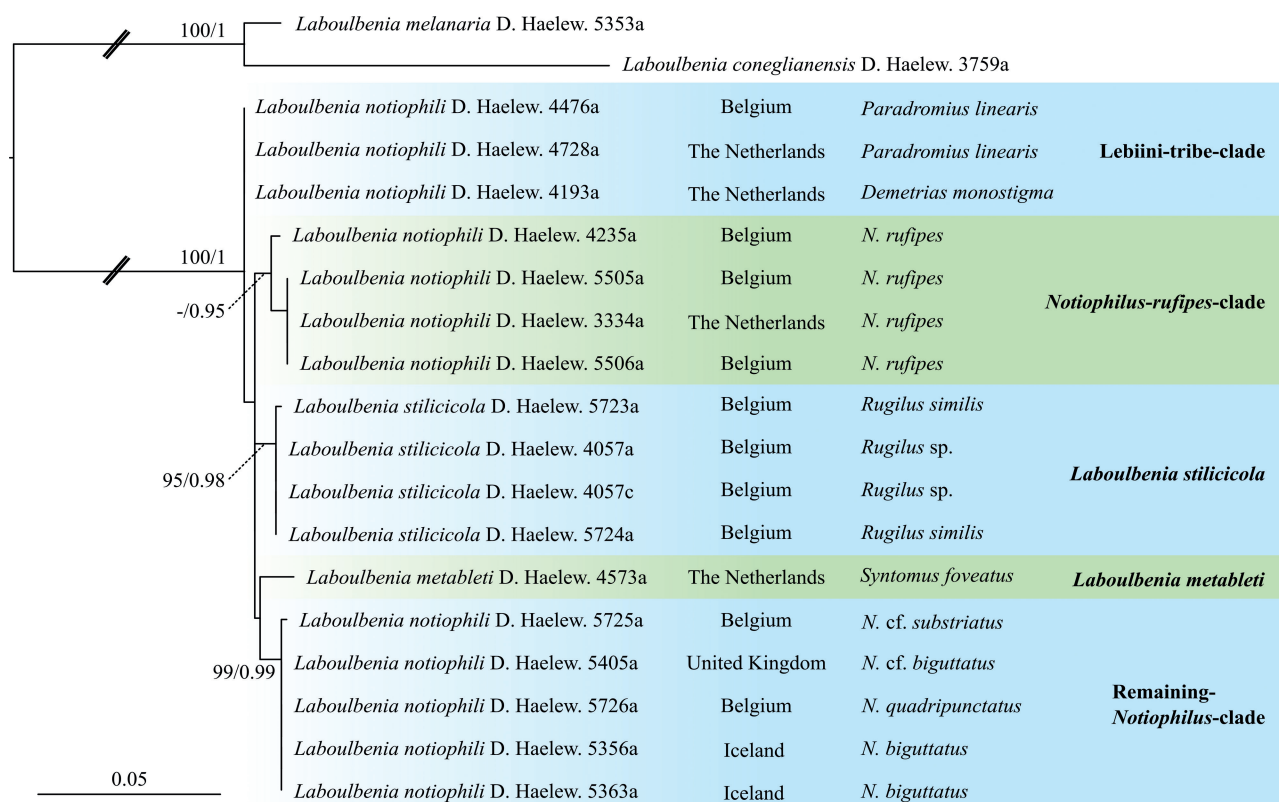 100/1
Laboulbenia melanaria D. Haelew. 5353a
Laboulbenia coneglianensis D. Haelew. 3759a
Laboulbenia notiophili D. Haelew. 4476a Belgium Paradromius linearis
Laboulbenia notiophili D. Haelew. 4728a The Netherlands Paradromius linearis Lebiini-tribe-clade
Laboulbenia notiophili D. Haelew. 4193a The Netherlands Demetrias monostigma
Laboulbenia notiophili D. Haelew. 4235a Belgium N. rufipes
100/1
Laboulbenia notiophili D. Haelew. 5505a Belgium N. rufipes
-/0.95
Notiophilus-rufipes-clade
Laboulbenia notiophili D. Haelew. 3334a The Netherlands N. rufipes
Laboulbenia notiophili D. Haelew. 5506a Belgium N. rufipes
Laboulbenia stilicicola D. Haelew. 5723a Belgium Rugilus similis
Laboulbenia stilicicola D. Haelew. 4057a Belgium Rugilus sp.
95/0.98
Laboulbenia stilicicola
Laboulbenia stilicicola D. Haelew. 4057c Belgium Rugilus sp.
Laboulbenia stilicicola D. Haelew. 5724a Belgium Rugilus similis
Laboulbenia metableti D. Haelew. 4573a The Netherlands Syntomus foveatus Laboulbenia metableti
Laboulbenia notiophili D. Haelew. 5725a Belgium N. cf. substriatus
99/0.99
Laboulbenia notiophili D. Haelew. 5405a United Kingdom N. cf. biguttatus
Remaining-
Notiophilus-clade
Laboulbenia notiophili D. Haelew. 5726a Belgium N. quadripunctatus
Laboulbenia notiophili D. Haelew. 5356a Iceland N. biguttatus
Laboulbenia notiophili D. Haelew. 5363a Iceland N. biguttatus
0.05